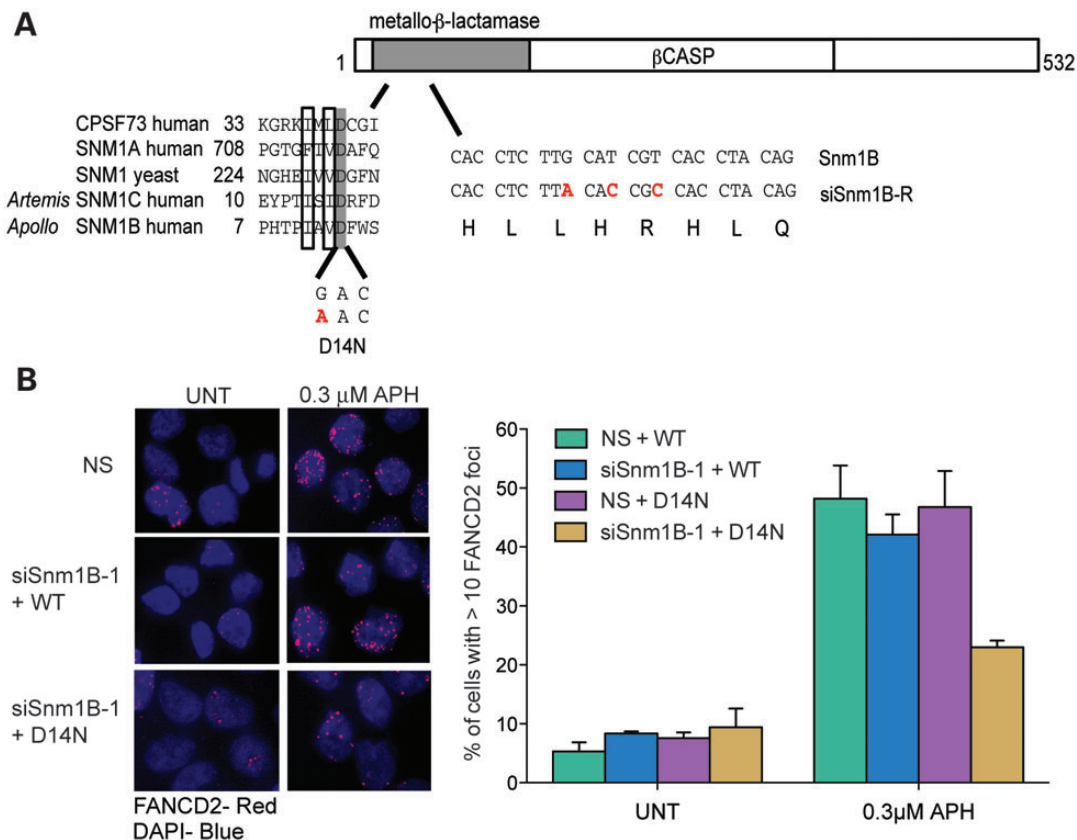 A
metallo-β-lactamase
1
βCASP
532
CPSF73 human 33 KGRKIMLDCGI
SNM1A human 708 PGTGFTVDAFQ
SNM1 yeast 224 NGHEIVVDGFN
Artemis SNM1C human 10 EYPTISIDRFD
Apollo SNM1B human 7 PHTPIAVDFWS
CAC CTC TTG CAT CGT CAC CTA CAG Snm1B
CAC CTC TTA CAC CGC CAC CTA CAG siSnm1B-R
H L L H R H L Q
G A C
A A C
D14N
B
UNT
0.3 μM APH
NS
siSnm1B-1
+ WT
siSnm1B-1
+ D14N
FANCD2- Red
DAPI- Blue
% of cells with > 10 FANCD2 foci
60
50
40
30
20
10
0
NS + WT
siSnm1B-1 + WT
NS + D14N
siSnm1B-1 + D14N
UNT
0.3μM APH